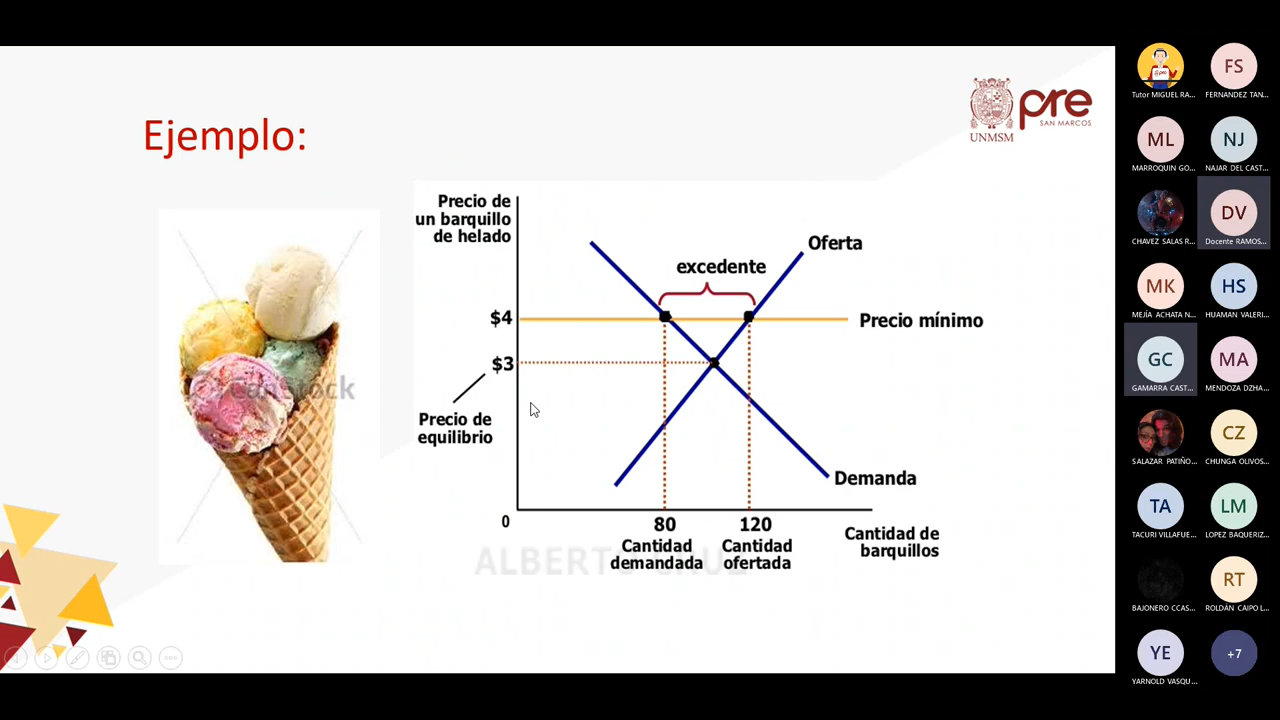 Ejemplo:
UNMSM
pre
SAN MARCOS
Precio de
un barquillo
de helado
Oferta
excedente
$4
Precio mínimo
$3
Precio de
equilibrio
Demanda
0
80
120
Cantidad
demandada
Cantidad
ofertada
Cantidad de
barquillos
Tutor MIGUEL RA...
FS
FERNANDEZ TAN...
ML
MARROQUIN GO...
NJ
NAJAR DEL CAST...
CHAVEZ SALAS R...
DV
Docente RAMOS...
MK
MEJÍA ACHATA N...
HS
HUAMAN VALERI...
GC
GAMARRA CAST...
MA
MENDOZA DZHA...
SALAZAR PATIÑO...
CZ
CHUNGA OLIVOS...
TA
TACURI VILLAFUE...
LM
LOPEZ BAQUERIZ...
BAJONERO CCAS...
RT
ROLDÁN CAIPO L...
YE
YARNOLD VASQU...
+7